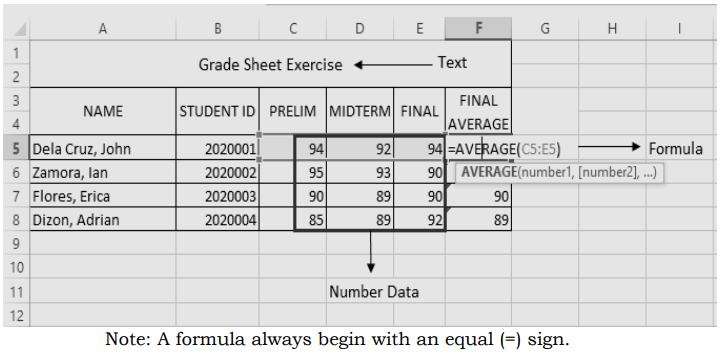 A B C D E F G H I
1
Grade Sheet Exercise Text
2
3 NAME STUDENT ID PRELIM MIDTERM FINAL FINAL
4 AVERAGE
5 Dela Cruz, John 2020001 94 92 94 =AVERAGE(C5:E5) Formula
6 Zamora, Ian 2020002 95 93 90 AVERAGE(number1, [number2], ...)
7 Flores, Erica 2020003 90 89 90 90
8 Dizon, Adrian 2020004 85 89 92 89
9
10
11 Number Data
12
Note: A formula always begin with an equal (=) sign.